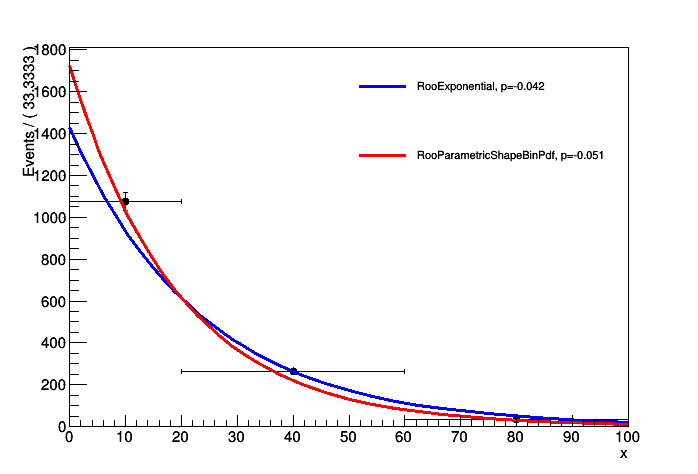 Events / ( 33.3333 )
1800
1600
1400
1200
1000
800
600
400
200
0
RooExponential, p=-0.042
RooParametricShapeBinPdf, p=-0.051
0 10 20 30 40 50 60 70 80 90 100
x